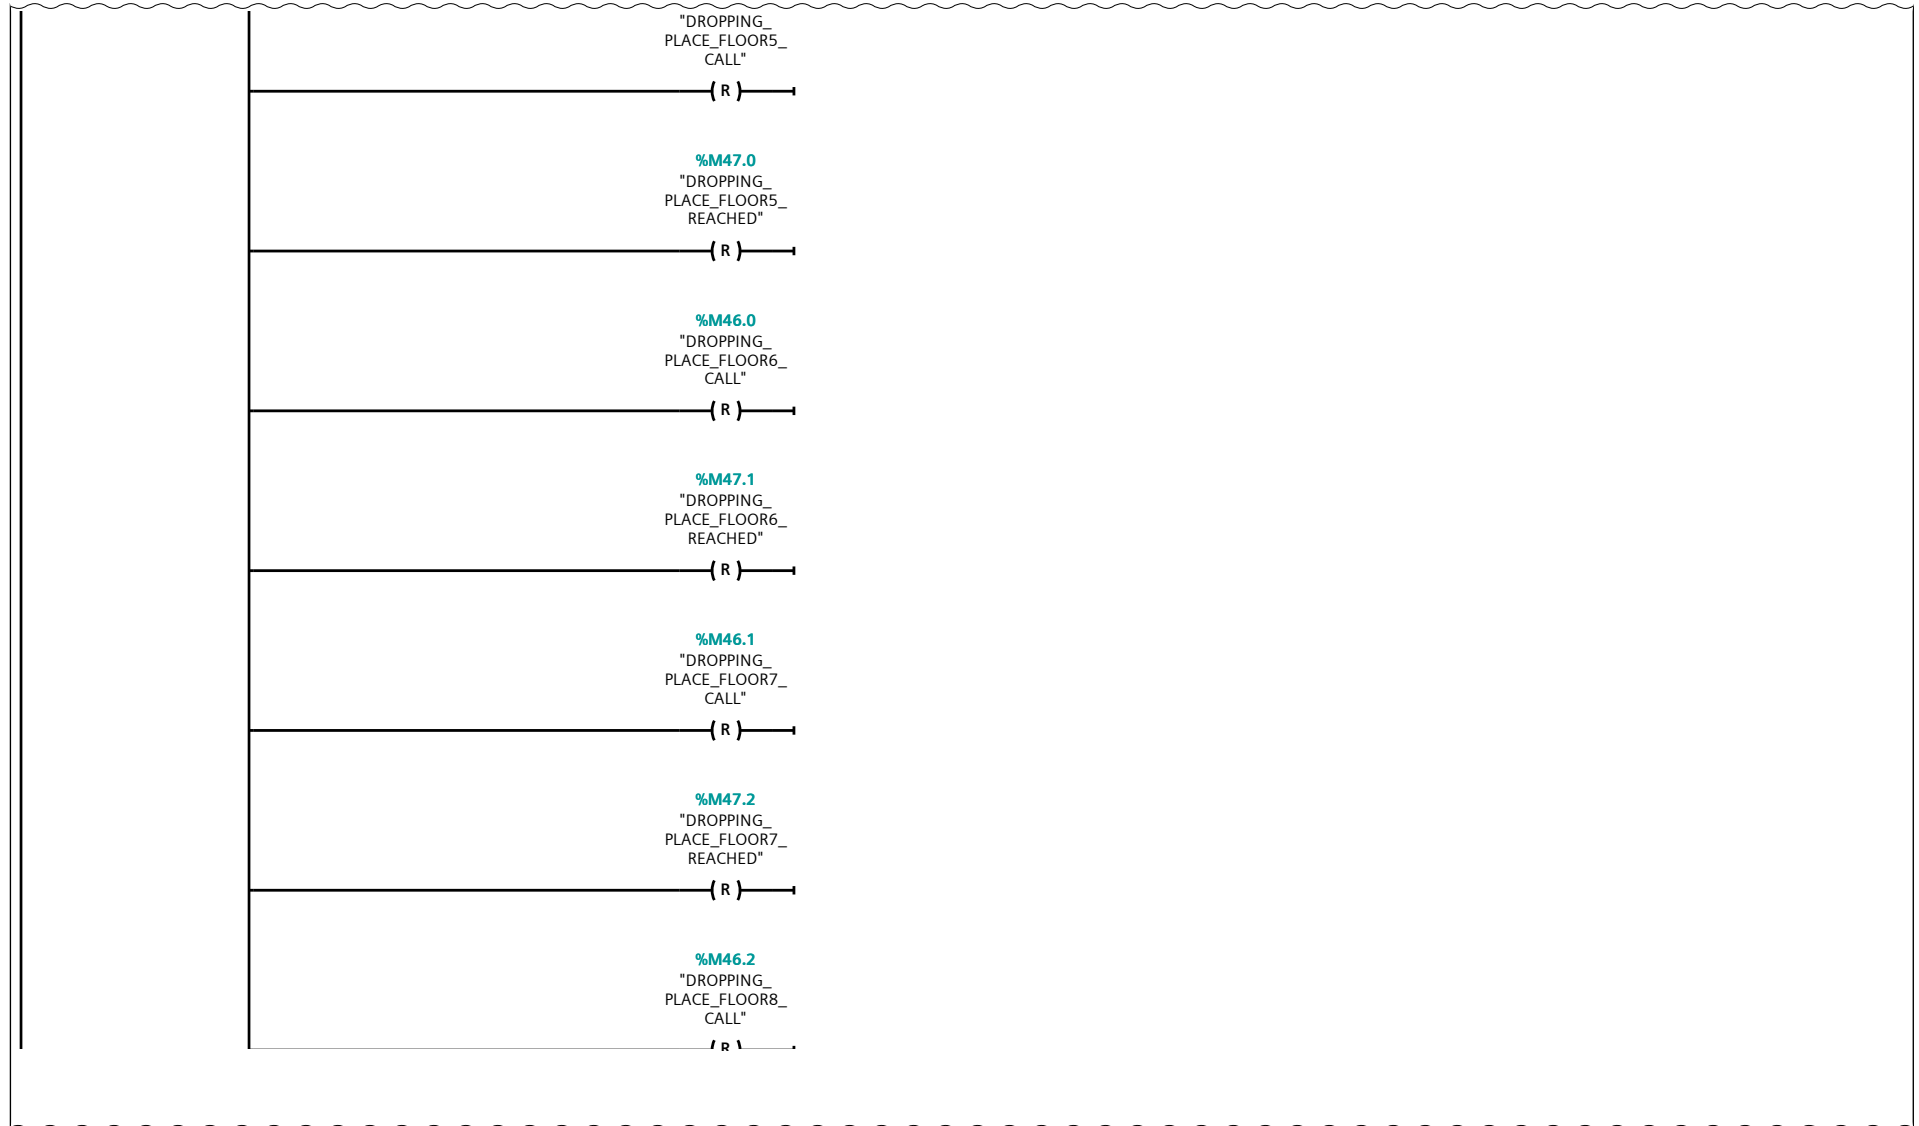 "DROPPING_
PLACE_FLOOR5_
CALL"
( R )
%M47.0
"DROPPING_
PLACE_FLOOR5_
REACHED"
( R )
%M46.0
"DROPPING_
PLACE_FLOOR6_
CALL"
( R )
%M47.1
"DROPPING_
PLACE_FLOOR6_
REACHED"
( R )
%M46.1
"DROPPING_
PLACE_FLOOR7_
CALL"
( R )
%M47.2
"DROPPING_
PLACE_FLOOR7_
REACHED"
( R )
%M46.2
"DROPPING_
PLACE_FLOOR8_
CALL"
( R )